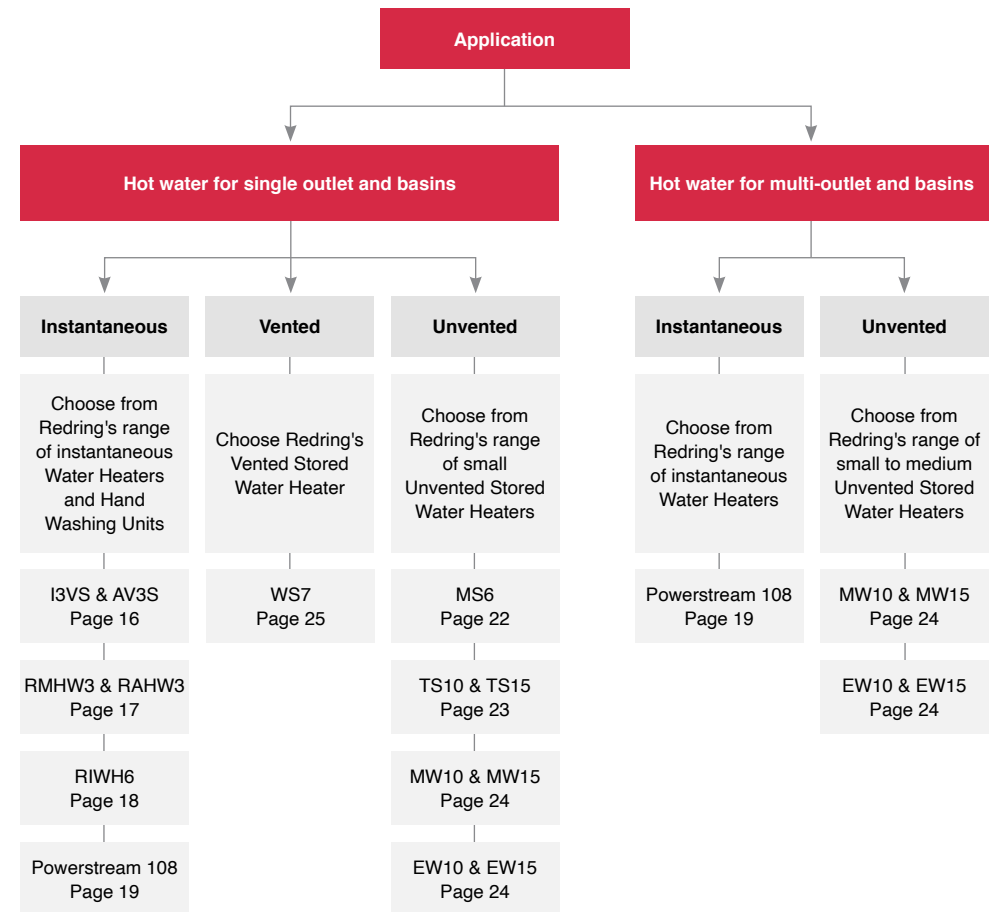 Application
Hot water for single outlet and basins
Hot water for multi-outlet and basins
Instantaneous
Vented
Unvented
Instantaneous
Unvented
Choose from
Redring's range
of instantaneous
Water Heaters
and Hand
Washing Units
Choose Redring's
Vented Stored
Water Heater
Choose from
Redring's range
of small
Unvented Stored
Water Heaters
Choose from
Redring's range
of instantaneous
Water Heaters
Choose from
Redring's range of
small to medium
Unvented Stored
Water Heaters
I3VS & AV3S
Page 16
WS7
Page 25
MS6
Page 22
Powerstream 108
Page 19
MW10 & MW15
Page 24
RMHW3 & RAHW3
Page 17
TS10 & TS15
Page 23
EW10 & EW15
Page 24
RIWH6
Page 18
MW10 & MW15
Page 24
Powerstream 108
Page 19
EW10 & EW15
Page 24